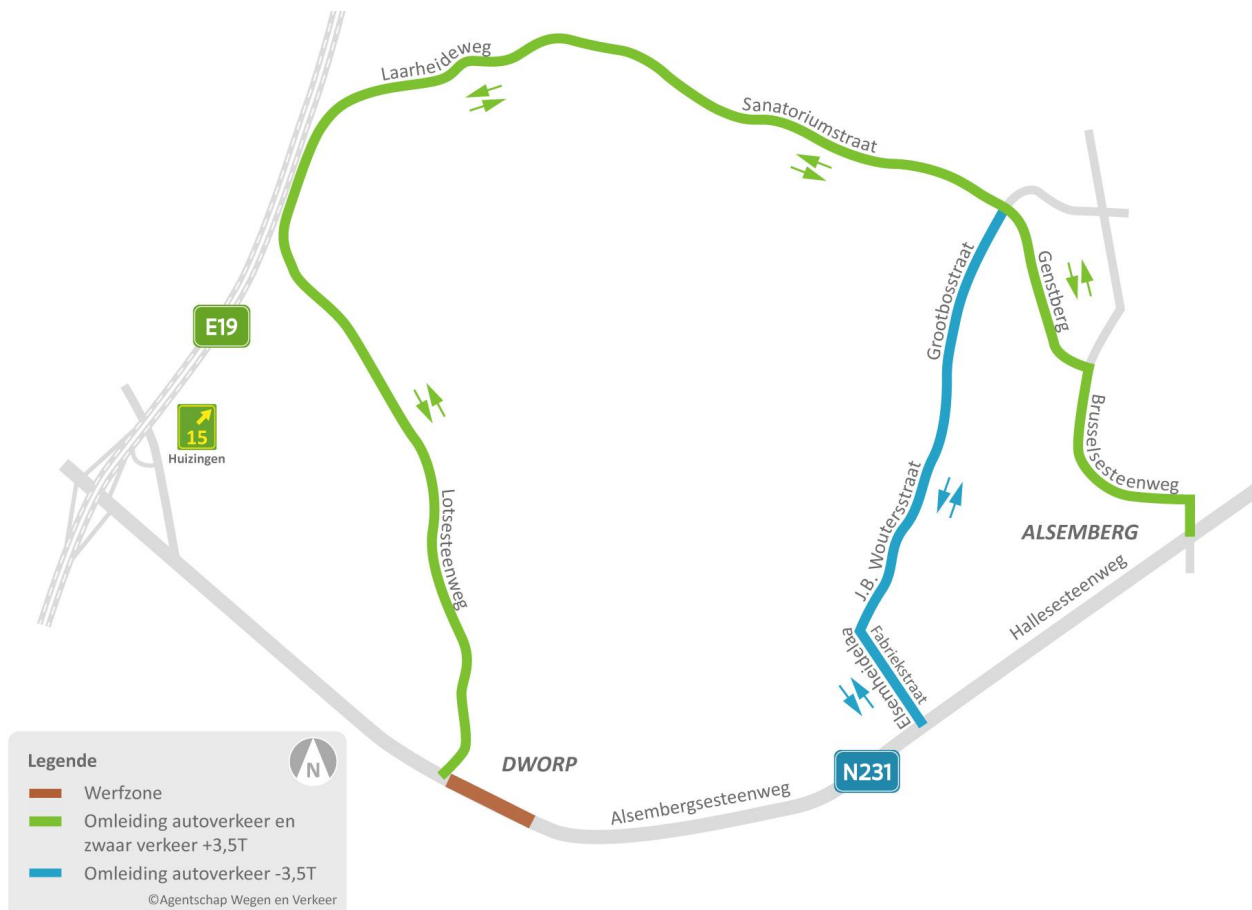 Laarheideweg
Sanatoriumstraat
Grootbosstraat
Genstberg
E19
15
Huizingen
Brusselsesteenweg
Lotsesteenweg
J.B. Woutersstraat
ALSEMBERG
Hallesesteenweg
Fabriekstraat
Elsemheidelaa
DWORP
N231
Alsembergsesteenweg
Legende
N
Werfzone
Omleiding autoverkeer en
zwaar verkeer +3,5T
Omleiding autoverkeer -3,5T
©Agentschap Wegen en Verkeer